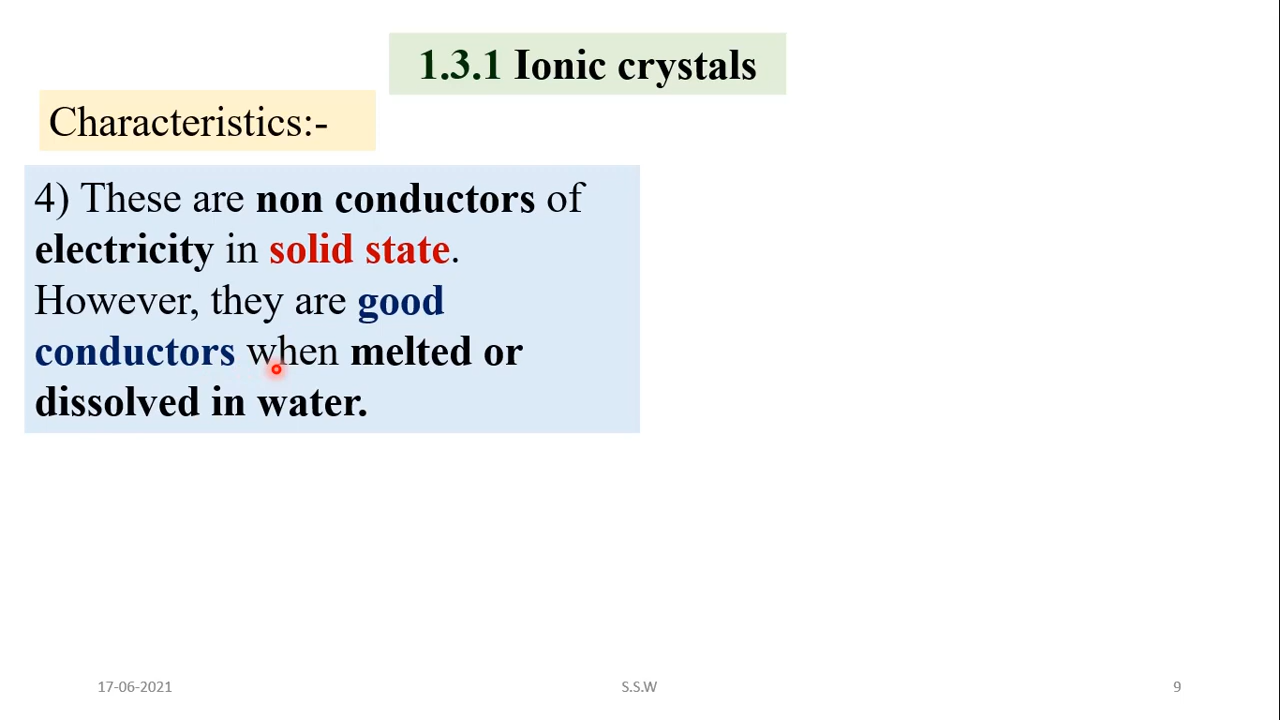 1.3.1 Ionic crystals
Characteristics:-
4) These are non conductors of
electricity in solid state.
However, they are good
conductors when melted or
dissolved in water.
17-06-2021
S.S.W
9